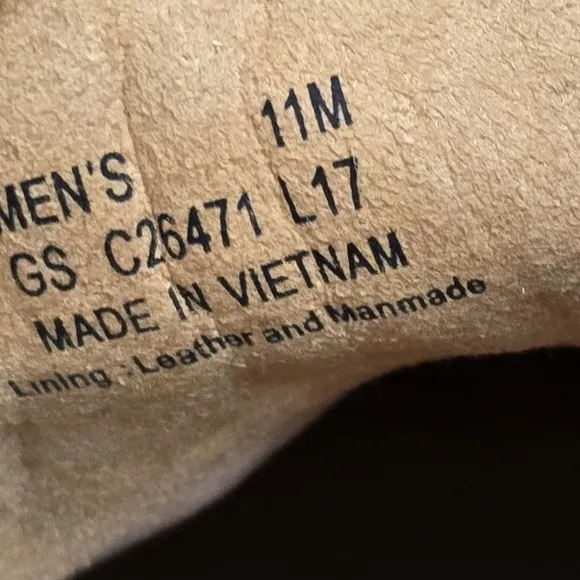 11M
MEN'S
GS C26471 L17
MADE IN VIETNAM
Lining : Leather and Manmade